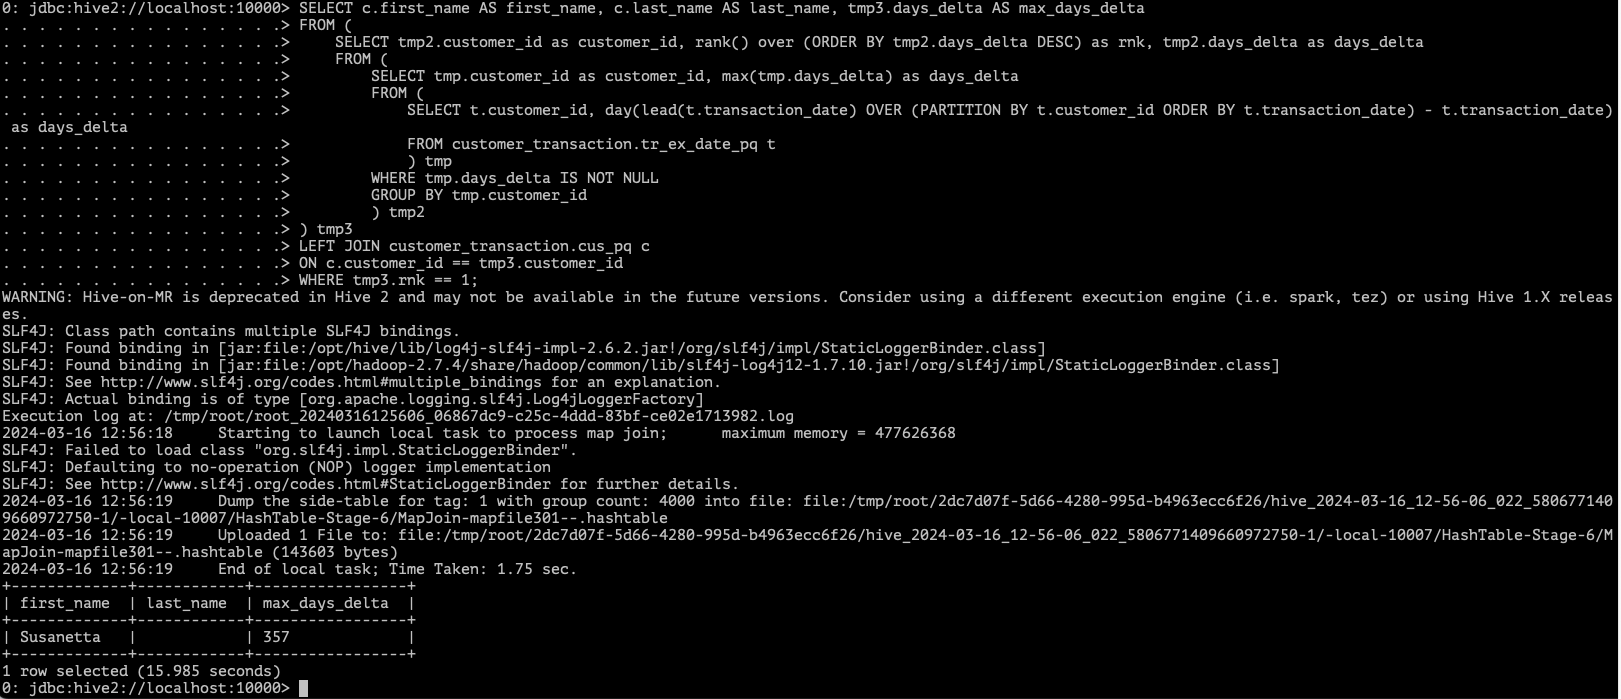 0: jdbc:hive2://localhost:10000> SELECT c.first_name AS first_name, c.last_name AS last_name, tmp3.days_delta AS max_days_delta
. . . . . . . . . . . . . . . .> FROM (
. . . . . . . . . . . . . . . .>     SELECT tmp2.customer_id as customer_id, rank() over (ORDER BY tmp2.days_delta DESC) as rnk, tmp2.days_delta as days_delta
. . . . . . . . . . . . . . . .>     FROM (
. . . . . . . . . . . . . . . .>         SELECT tmp.customer_id as customer_id, max(tmp.days_delta) as days_delta
. . . . . . . . . . . . . . . .>         FROM (
. . . . . . . . . . . . . . . .>             SELECT t.customer_id, day(lead(t.transaction_date) OVER (PARTITION BY t.customer_id ORDER BY t.transaction_date) - t.transaction_date)
 as days_delta
. . . . . . . . . . . . . . . .>             FROM customer_transaction.tr_ex_date_pq t
. . . . . . . . . . . . . . . .>             ) tmp
. . . . . . . . . . . . . . . .>         WHERE tmp.days_delta IS NOT NULL
. . . . . . . . . . . . . . . .>         GROUP BY tmp.customer_id
. . . . . . . . . . . . . . . .>         ) tmp2
. . . . . . . . . . . . . . . .> ) tmp3
. . . . . . . . . . . . . . . .> LEFT JOIN customer_transaction.cus_pq c
. . . . . . . . . . . . . . . .> ON c.customer_id == tmp3.customer_id
. . . . . . . . . . . . . . . .> WHERE tmp3.rnk == 1;
WARNING: Hive-on-MR is deprecated in Hive 2 and may not be available in the future versions. Consider using a different execution engine (i.e. spark, tez) or using Hive 1.X releas
es.
SLF4J: Class path contains multiple SLF4J bindings.
SLF4J: Found binding in [jar:file:/opt/hive/lib/log4j-slf4j-impl-2.6.2.jar!/org/slf4j/impl/StaticLoggerBinder.class]
SLF4J: Found binding in [jar:file:/opt/hadoop-2.7.4/share/hadoop/common/lib/slf4j-log4j12-1.7.10.jar!/org/slf4j/impl/StaticLoggerBinder.class]
SLF4J: See http://www.slf4j.org/codes.html#multiple_bindings for an explanation.
SLF4J: Actual binding is of type [org.apache.logging.slf4j.Log4jLoggerFactory]
Execution log at: /tmp/root/root_20240316125606_06867dc9-c25c-4ddd-83bf-ce02e1713982.log
2024-03-16 12:56:18     Starting to launch local task to process map join;      maximum memory = 477626368
SLF4J: Failed to load class "org.slf4j.impl.StaticLoggerBinder".
SLF4J: Defaulting to no-operation (NOP) logger implementation
SLF4J: See http://www.slf4j.org/codes.html#StaticLoggerBinder for further details.
2024-03-16 12:56:19     Dump the side-table for tag: 1 with group count: 4000 into file: file:/tmp/root/2dc7d07f-5d66-4280-995d-b4963ecc6f26/hive_2024-03-16_12-56-06_022_580677140
9660972750-1/-local-10007/HashTable-Stage-6/MapJoin-mapfile301--.hashtable
2024-03-16 12:56:19     Uploaded 1 File to: file:/tmp/root/2dc7d07f-5d66-4280-995d-b4963ecc6f26/hive_2024-03-16_12-56-06_022_5806771409660972750-1/-local-10007/HashTable-Stage-6/M
apJoin-mapfile301--.hashtable (143603 bytes)
2024-03-16 12:56:19     End of local task; Time Taken: 1.75 sec.
+-------------+------------+-----------------+
| first_name  | last_name  | max_days_delta  |
+-------------+------------+-----------------+
| Susanetta   |            | 357             |
+-------------+------------+-----------------+
1 row selected (15.985 seconds)
0: jdbc:hive2://localhost:10000>